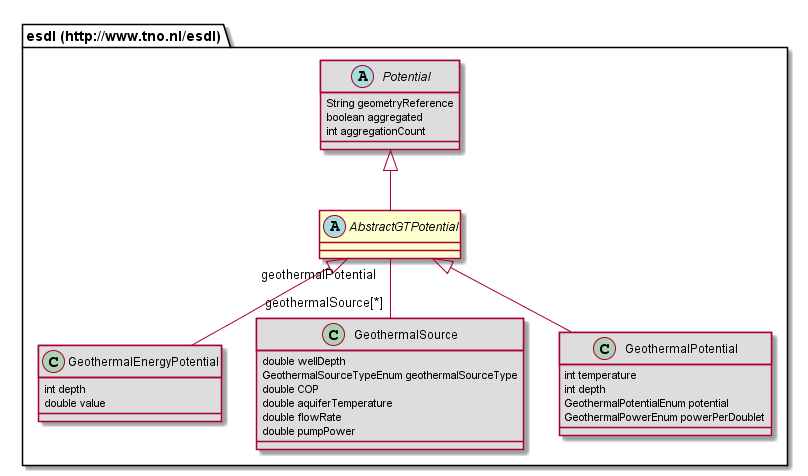 esdl (http://www.tno.nl/esdl)
A Potential
String geometryReference
boolean aggregated
int aggregationCount
A AbstractGTPotential
geothermalPotential
geothermalSource[*]
C GeothermalEnergyPotential
int depth
double value
C GeothermalSource
double wellDepth
GeothermalSourceTypeEnum geothermalSourceType
double COP
double aquiferTemperature
double flowRate
double pumpPower
C GeothermalPotential
int temperature
int depth
GeothermalPotentialEnum potential
GeothermalPowerEnum powerPerDoublet